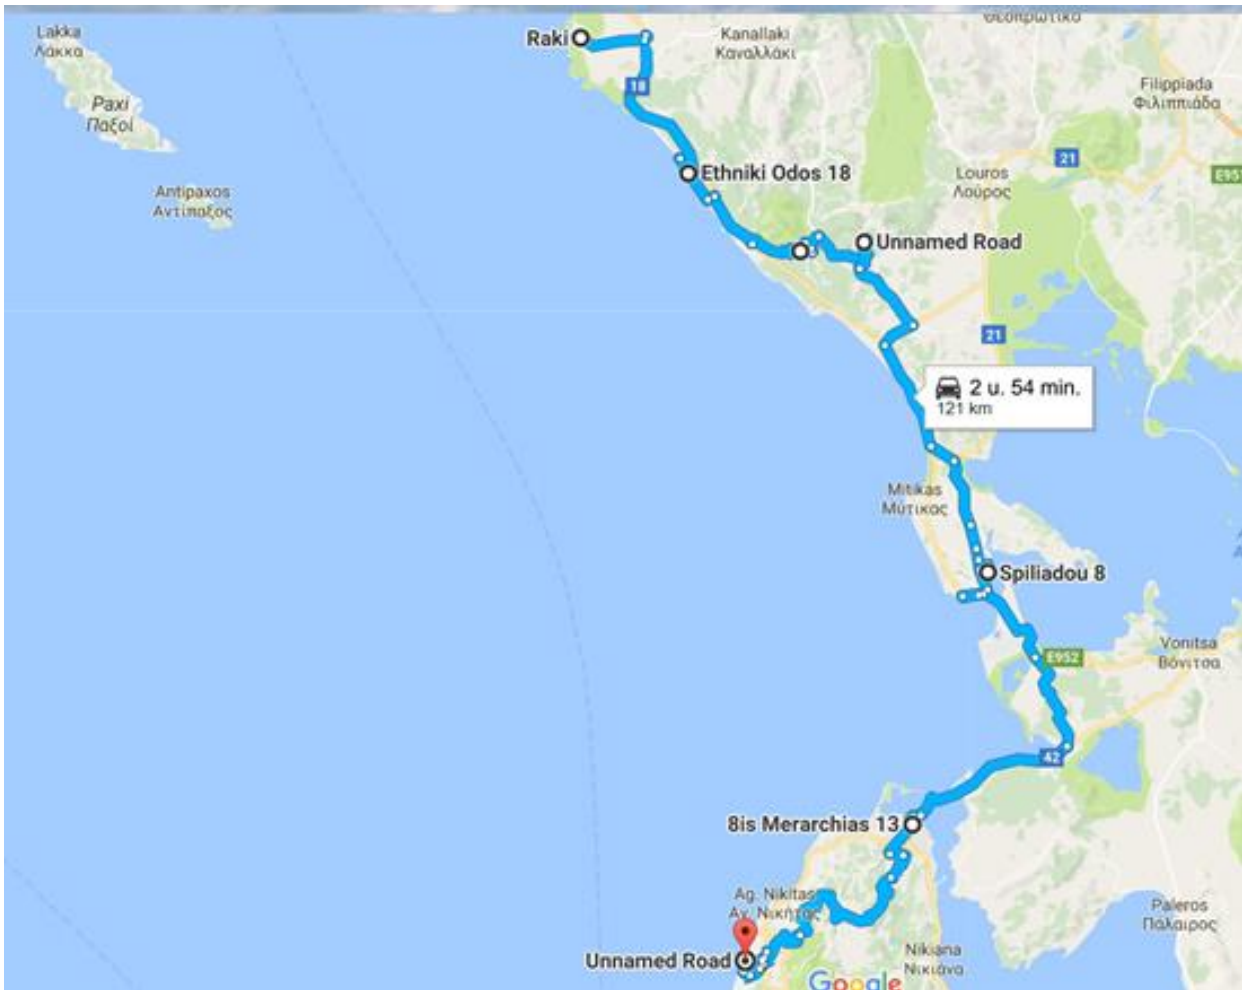 Lakka
Λάκκα
Raki
Kanallaki
Καναλλάκι
Filippiada
Φιλιππιάδα
18
Paxi
Παξοί
21
Ethniki Odos 18
Louros
Λούρος
Antipaxos
Αντίπαξος
Unnamed Road
21
2 u. 54 min.
121 km
Mitikas
Μύτικας
Spiliadou 8
Vonitsa
Βόνιτσα
E952
42
8is Merarchias 13
Ag. Nikitas
Αγ. Νικήτας
Paleros
Πάλαιρος
Nikiana
Νικιάνα
Unnamed Road
Google